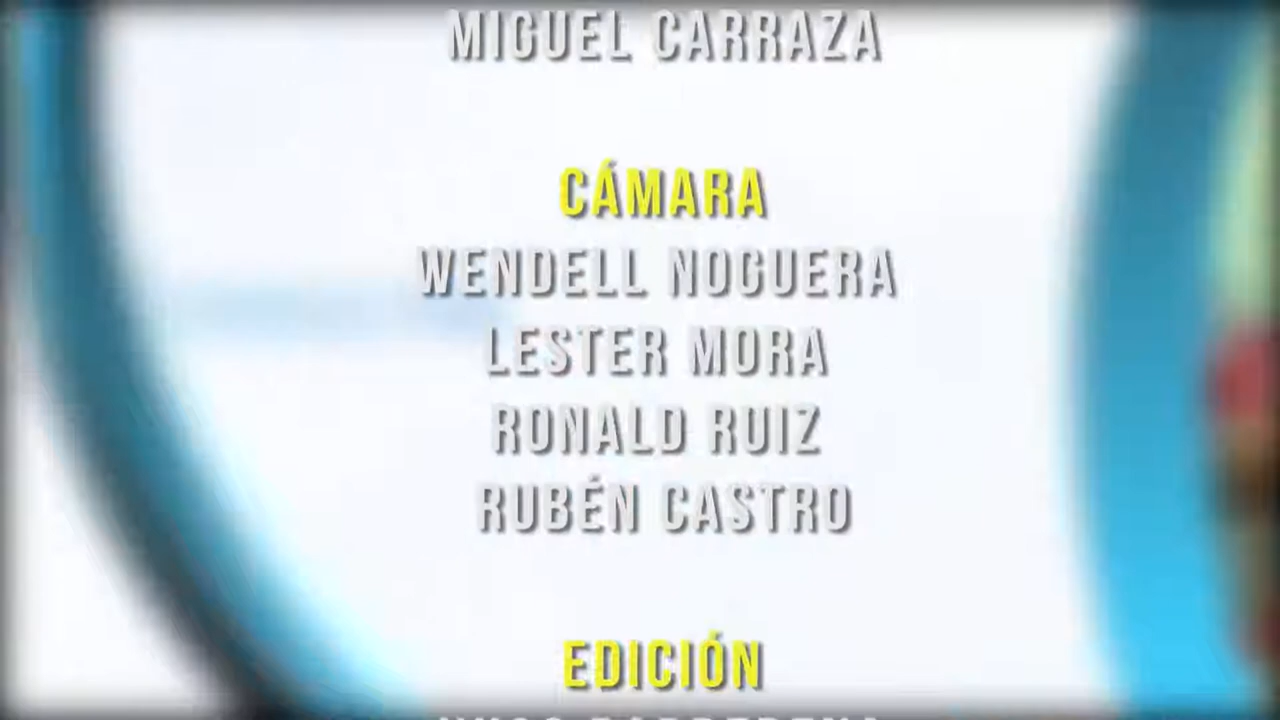 MIGUEL CARRAZA
CÁMARA
WENDELL NOGUERA
LESTER MORA
RONALD RUIZ
RUBÉN CASTRO
EDICIÓN